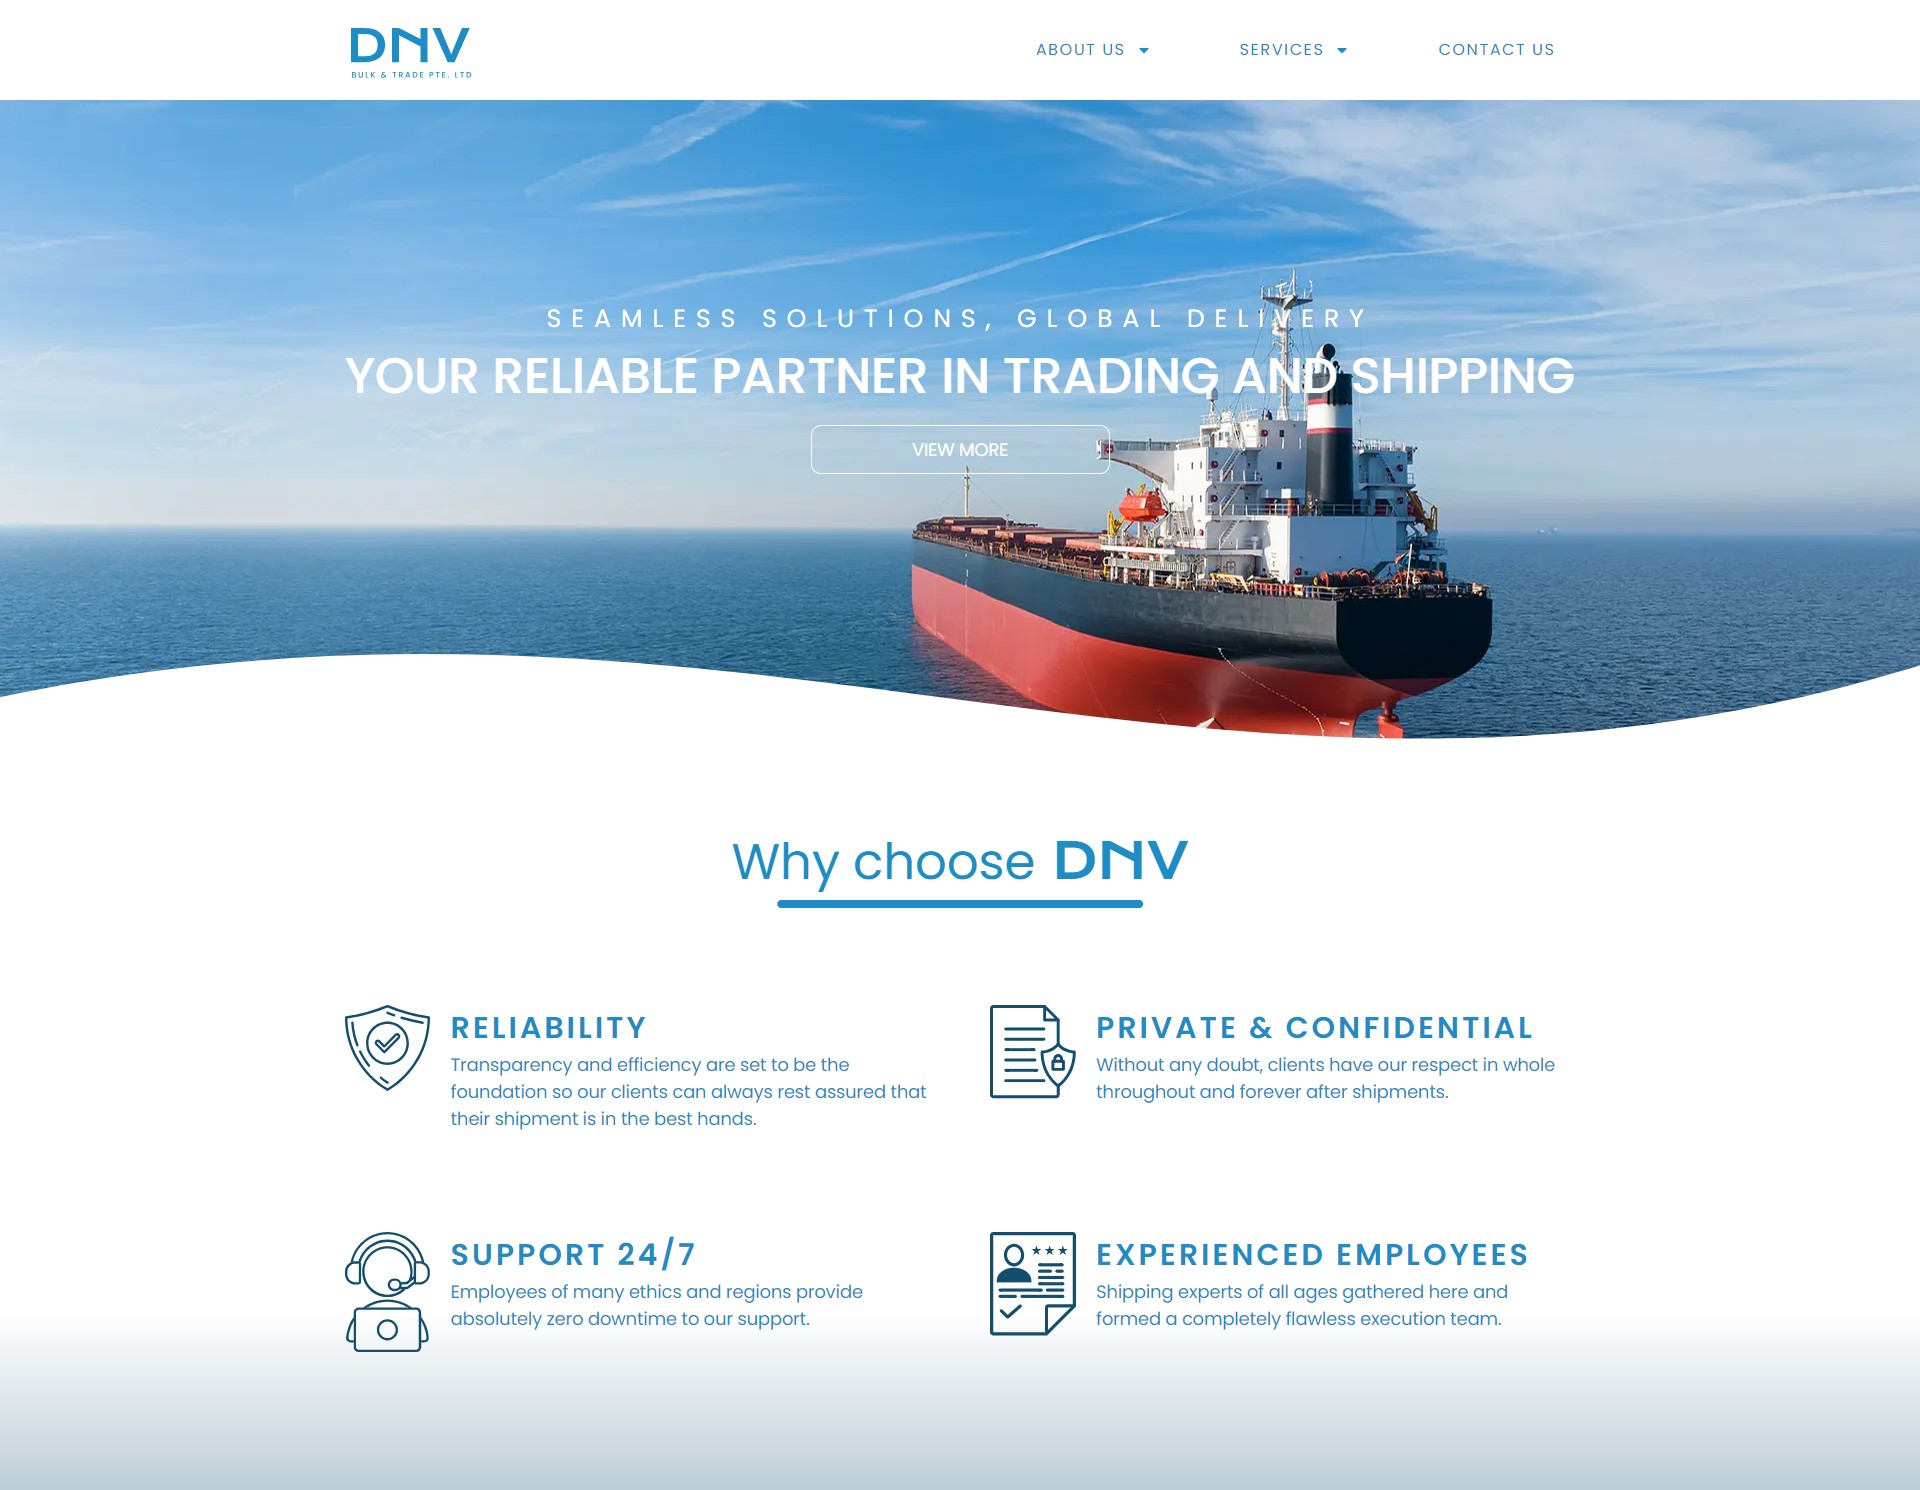 DNV
BULK & TRADE PTE. LTD
ABOUT US
SERVICES
CONTACT US
SEAMLESS SOLUTIONS, GLOBAL DELIVERY
YOUR RELIABLE PARTNER IN TRADING AND SHIPPING
VIEW MORE
Why choose DNV
RELIABILITY
Transparency and efficiency are set to be the
foundation so our clients can always rest assured that
their shipment is in the best hands.
PRIVATE & CONFIDENTIAL
Without any doubt, clients have our respect in whole
throughout and forever after shipments.
SUPPORT 24/7
Employees of many ethics and regions provide
absolutely zero downtime to our support.
EXPERIENCED EMPLOYEES
Shipping experts of all ages gathered here and
formed a completely flawless execution team.